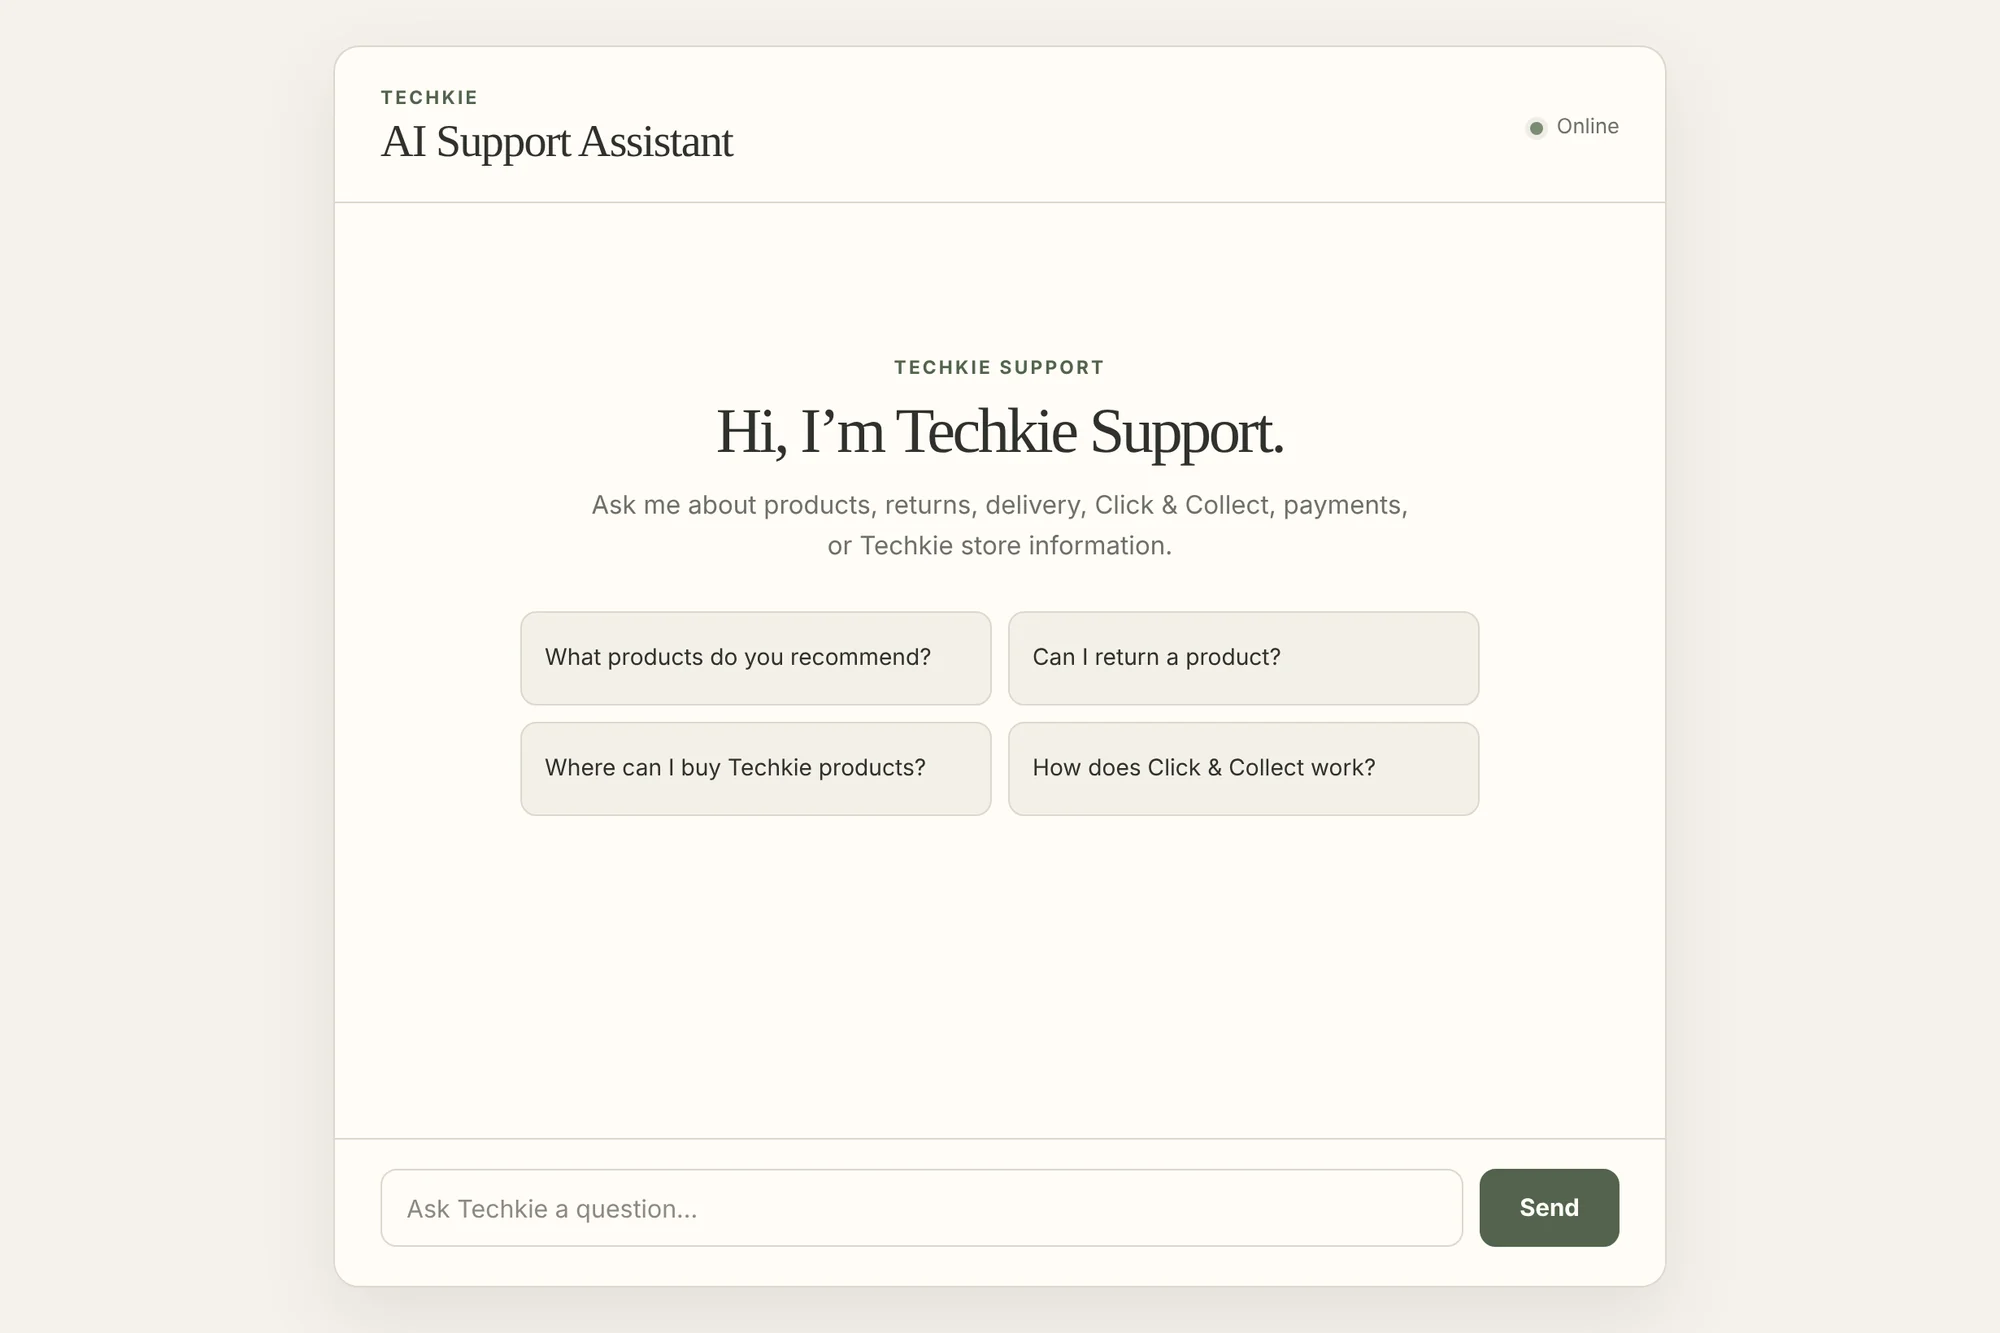 TECHKIE
AI Support Assistant
Online
TECHKIE SUPPORT
Hi, I’m Techkie Support.
Ask me about products, returns, delivery, Click & Collect, payments,
or Techkie store information.
What products do you recommend?
Can I return a product?
Where can I buy Techkie products?
How does Click & Collect work?
Ask Techkie a question...
Send